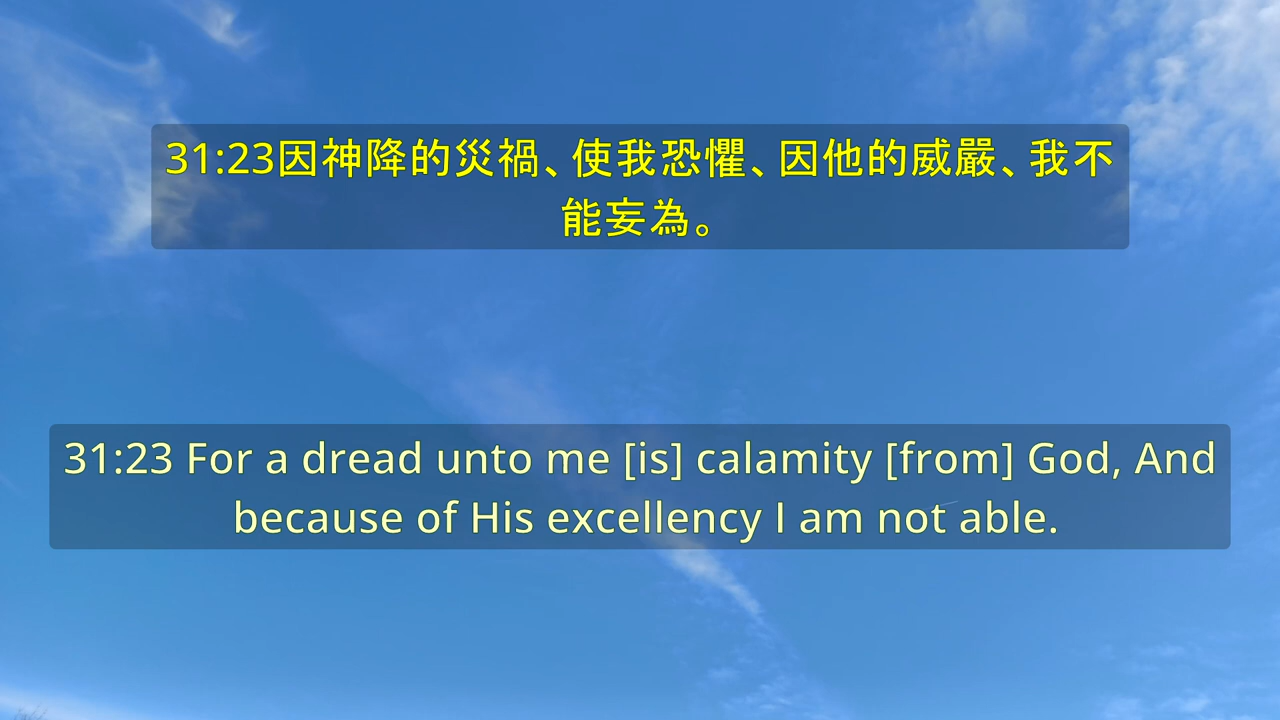 31:23因神降的災禍、使我恐懼、因他的威嚴、我不
能妄為。
31:23 For a dread unto me [is] calamity [from] God, And
because of His excellency I am not able.